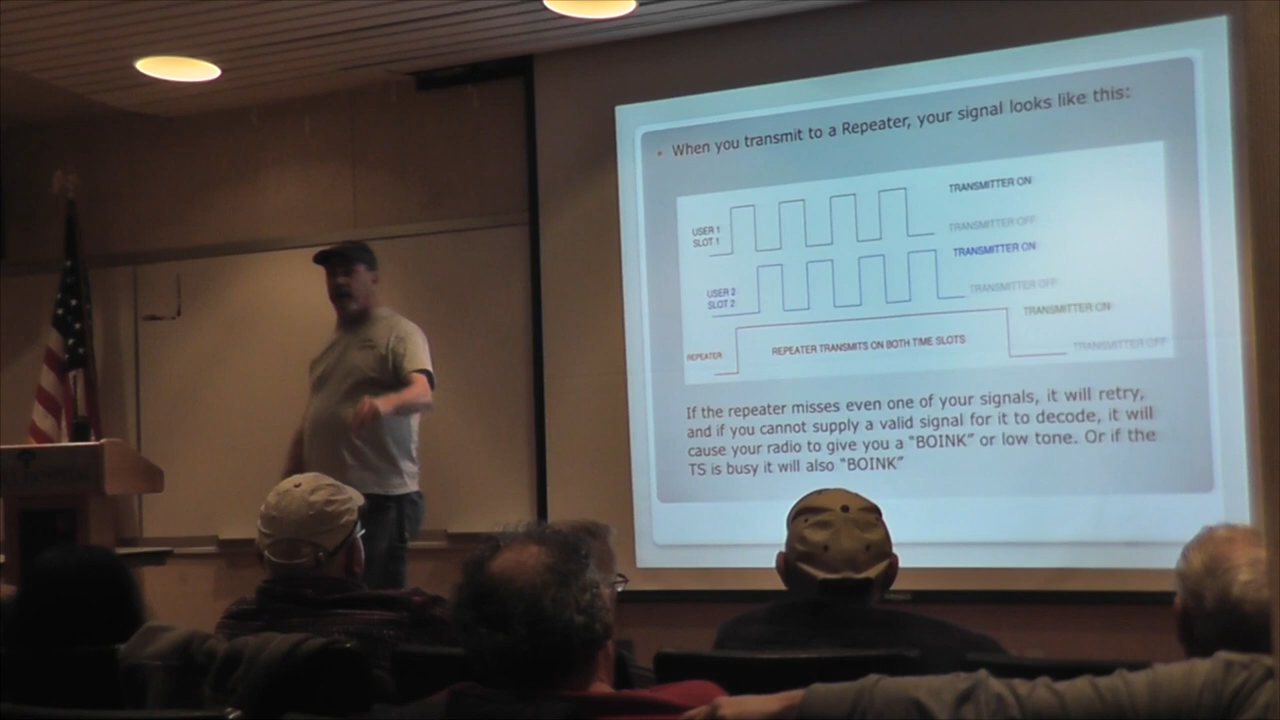 • When you transmit to a Repeater, your signal looks like this:
TRANSMITTER ON
USER 1
SLOT 1
TRANSMITTER OFF
TRANSMITTER ON
USER 2
SLOT 2
TRANSMITTER OFF
TRANSMITTER ON
REPEATER
REPEATER TRANSMITS ON BOTH TIME SLOTS
TRANSMITTER OFF
If the repeater misses even one of your signals, it will retry,
and if you cannot supply a valid signal for it to decode, it will
cause your radio to give you a “BOINK” or low tone. Or if the
TS is busy it will also “BOINK”